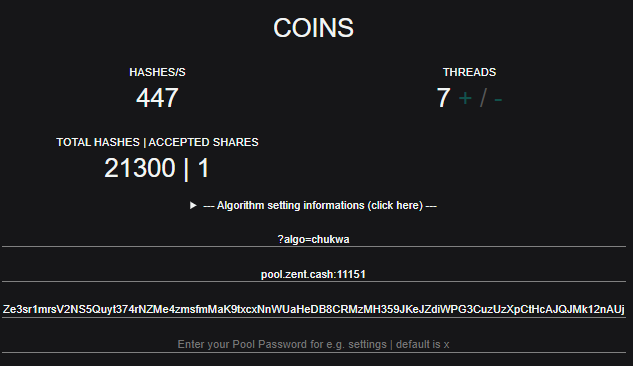 COINS
HASHES/S
447
THREADS
7 + / -
TOTAL HASHES | ACCEPTED SHARES
21300 | 1
--- Algorithm setting informations (click here) ---
?algo=chukwa
pool.zent.cash:11151
Ze3sr1mrsV2NS5Quyt374rNZMe4zmsfmMaK9txcxNnWUaHeDB8CRMzMH359JKeJZdiWPG3CuzUzXpCtHcAJQJMk12nAUj
Enter your Pool Password for e.g. settings | default is x